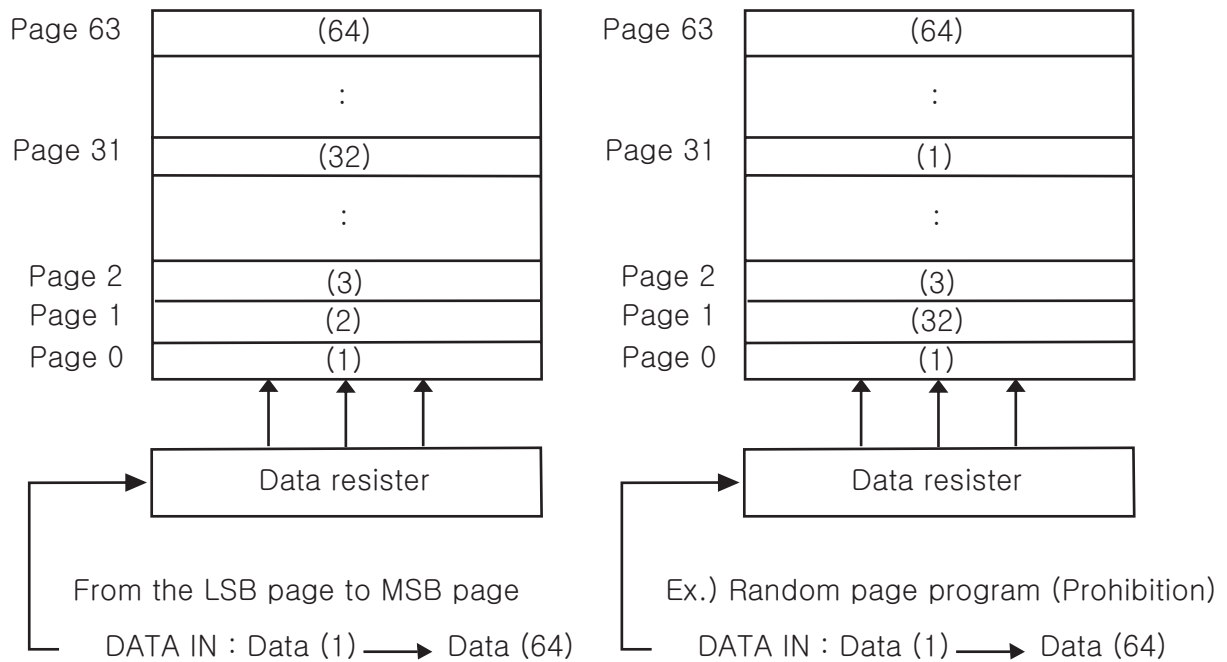 Page 63
(64)
:
Page 31
(32)
:
Page 2
(3)
Page 1
(2)
Page 0
(1)
Data resister
From the LSB page to MSB page
DATA IN : Data (1) Data (64)
Page 63
(64)
:
Page 31
(1)
:
Page 2
(3)
Page 1
(32)
Page 0
(1)
Data resister
Ex.) Random page program (Prohibition)
DATA IN : Data (1) Data (64)